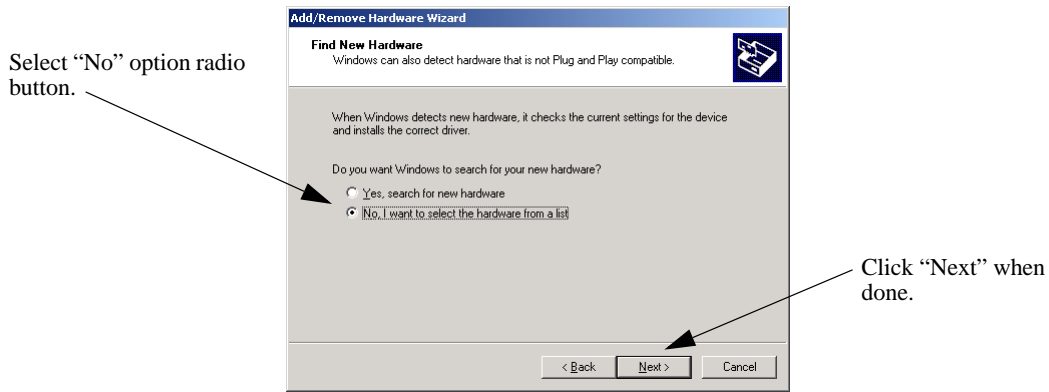 Add/Remove Hardware Wizard
Find New Hardware
Windows can also detect hardware that is not Plug and Play compatible.
Select “No” option radio
button.
When Windows detects new hardware, it checks the current settings for the device
and installs the correct driver.
Do you want Windows to search for your new hardware?
Yes, search for new hardware
No, I want to select the hardware from a list
Click “Next” when
done.
< Back
Next >
Cancel